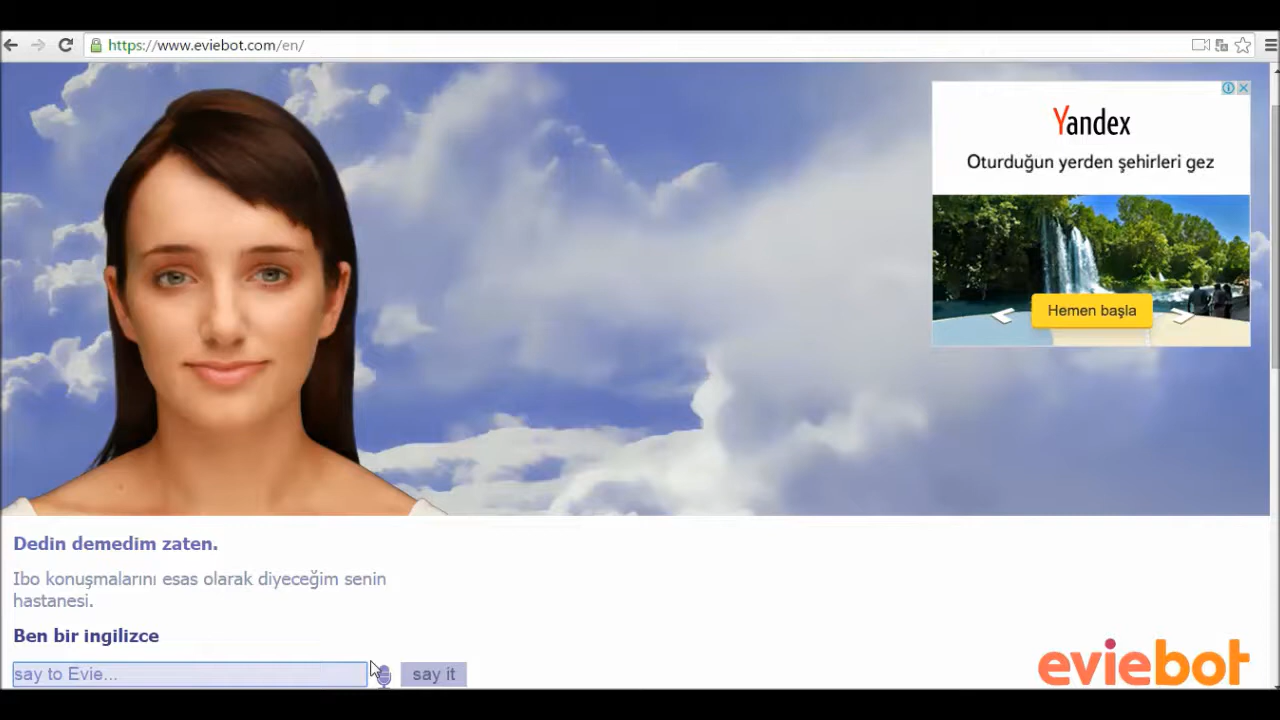 https://www.eviebot.com/en/
Yandex
Oturduğun yerden şehirleri gez
Hemen başla
Dedin demedim zaten.
Ibo konuşmalarını esas olarak diyeceğim senin
hastanesi.
Ben bir ingilizce
say to Evie...
say it
eviebot